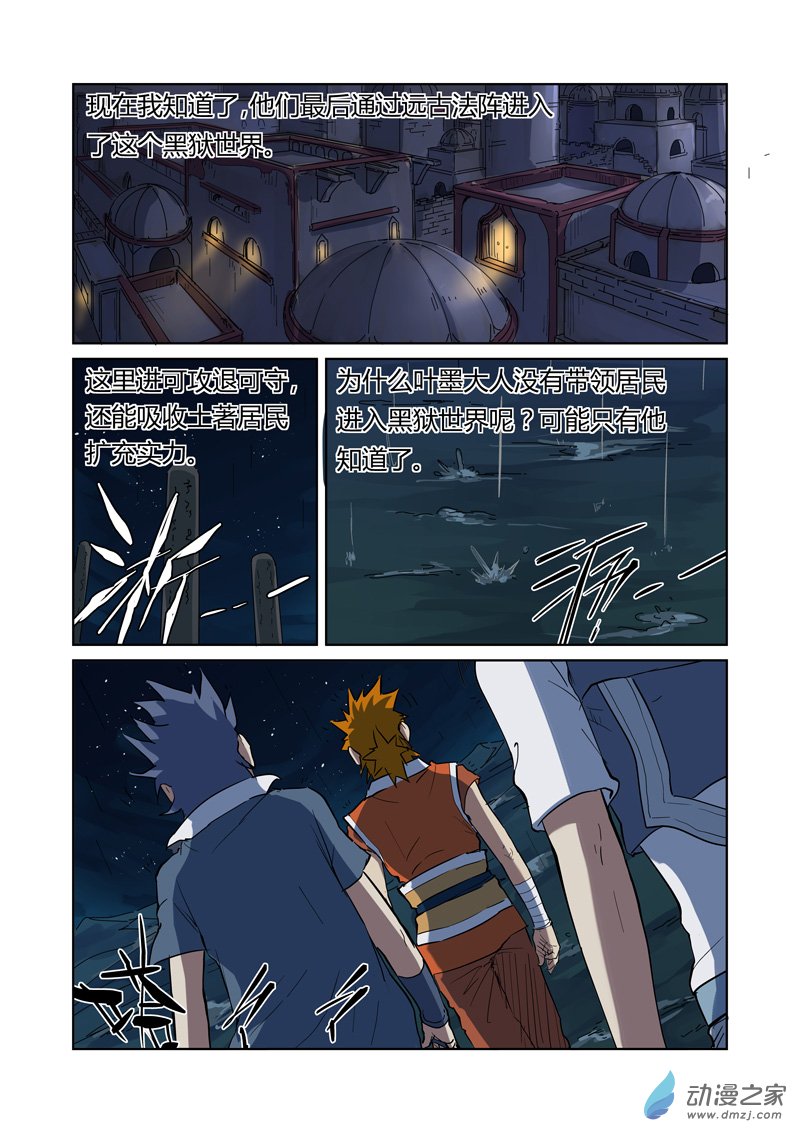 现在我知道了,他们最后通过远古法阵进入
了这个黑狱世界。
这里进可攻退可守,
还能吸收土著居民
扩充实力。
为什么叶墨大人没有带领居民
进入黑狱世界呢？可能只有他
知道了。
淅
沥
嗒
动漫之家
www.dmzj.com